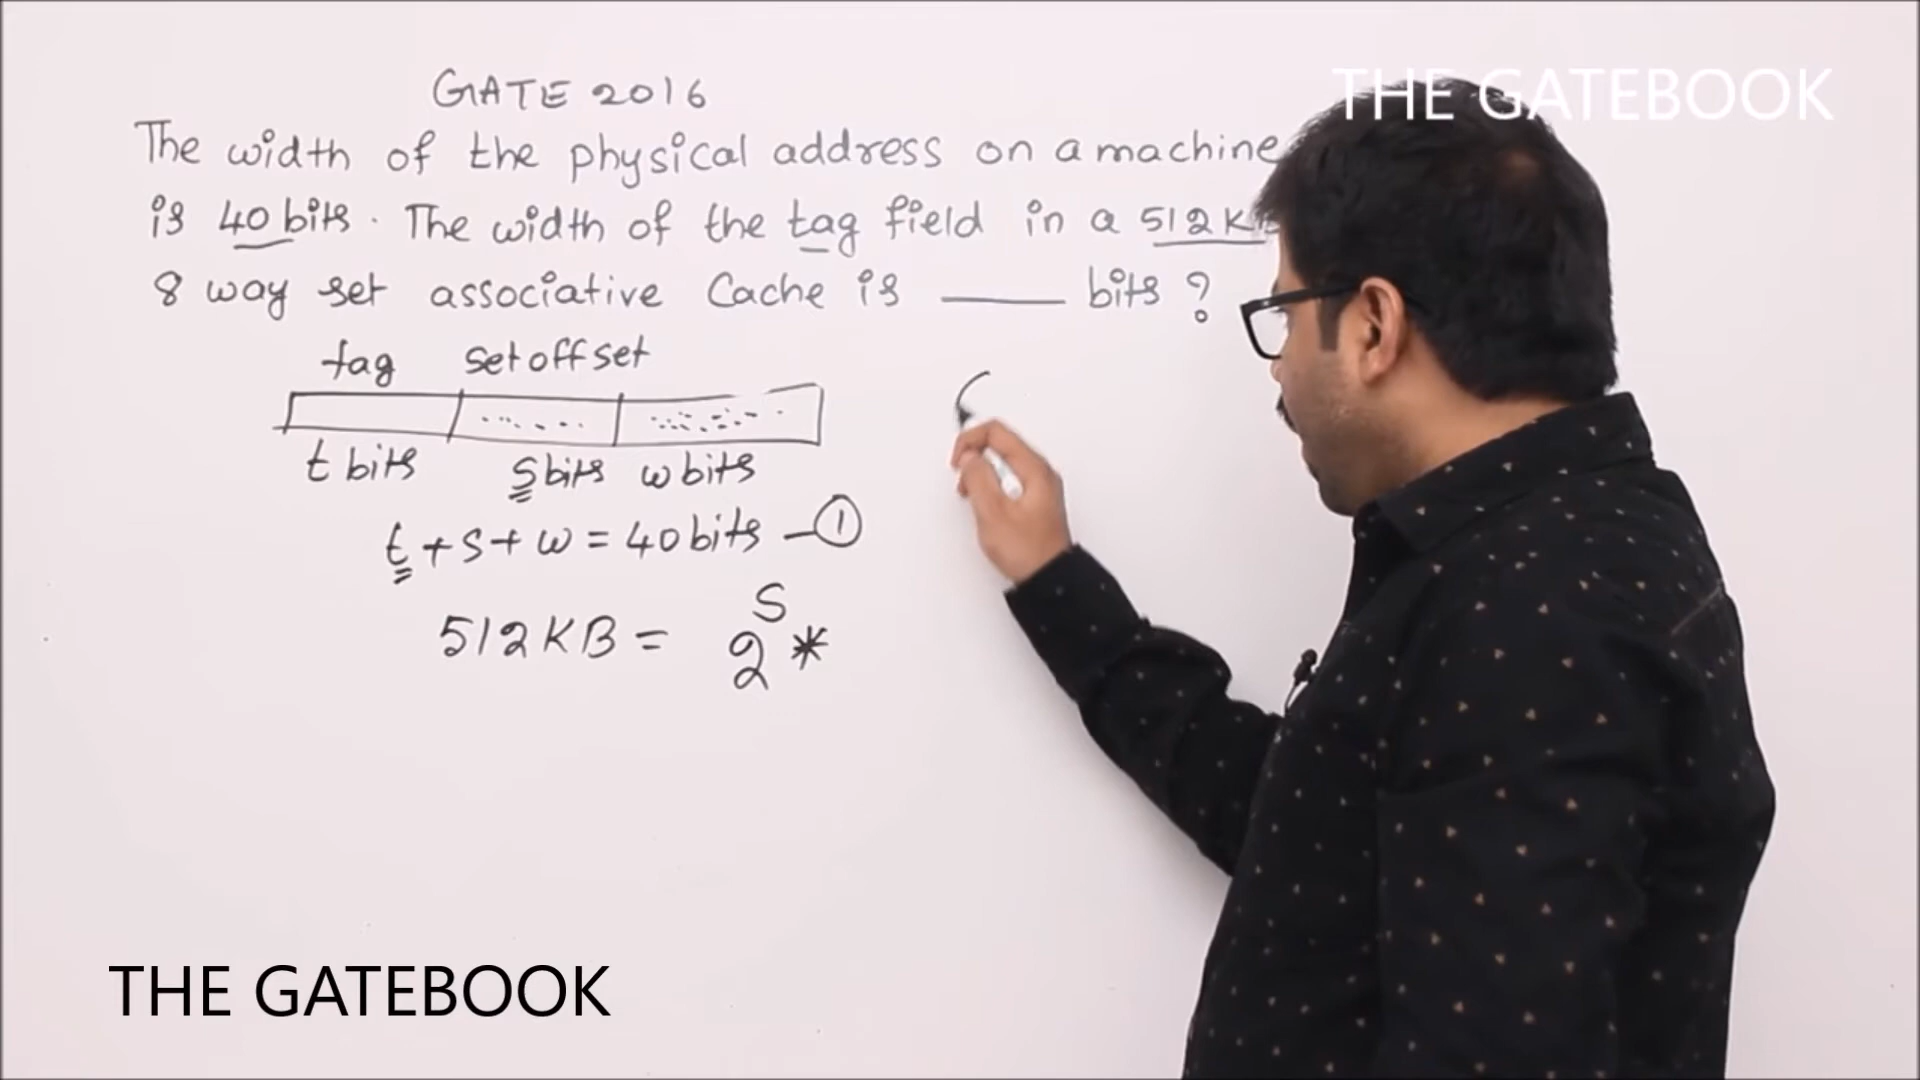 THE GATEBOOK
GATE 2016
The width of the physical address on a machine
is 40 bits. The width of the tag field in a 512 KB
8 way set associative Cache is ____ bits ?
tag set offset
t bits s bits w bits
t + s + w = 40 bits - ①
512 KB = 2^s *
THE GATEBOOK